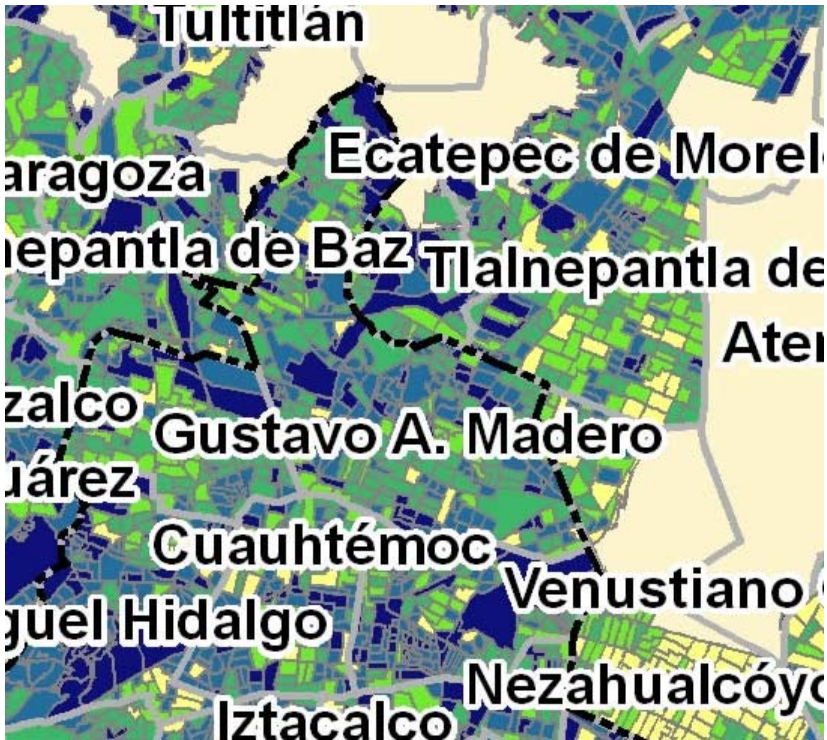 Tultitlán
Ecatepec de Morel
aragoza
nepantla de Baz
Tlalnepantla de
Ater
zalco
Gustavo A. Madero
uárez
Cuauhtémoc
Venustiano
guel Hidalgo
Nezahualcóyo
Iztacalco